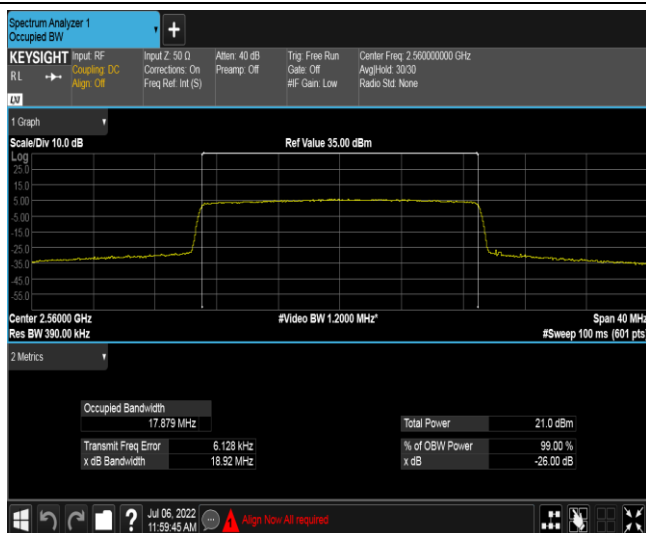 Spectrum Analyzer 1
Occupied BW
KEYSIGHT Input: RF Input Z: 50 Ω Atten: 40 dB Trig: Free Run Center Freq: 2.560000000 GHz
RL Coupling: DC Corrections: On Preamp: Off Gate: Off Avg|Hold: 30/30
Align: Off Freq Ref: Int (S) #IF Gain: Low Radio Std: None
LXI
1 Graph
Scale/Div 10.0 dB Ref Value 35.00 dBm
Log
25.0
15.0
5.00
-5.00
-15.0
-25.0
-35.0
-45.0
-55.0
Center 2.56000 GHz #Video BW 1.2000 MHz* Span 40 MHz
Res BW 390.00 kHz #Sweep 100 ms (601 pts)
2 Metrics
Occupied Bandwidth
17.879 MHz Total Power 21.0 dBm
Transmit Freq Error 6.128 kHz % of OBW Power 99.00 %
x dB Bandwidth 18.92 MHz x dB -26.00 dB
? Jul 06, 2022
11:59:45 AM Align Now All required